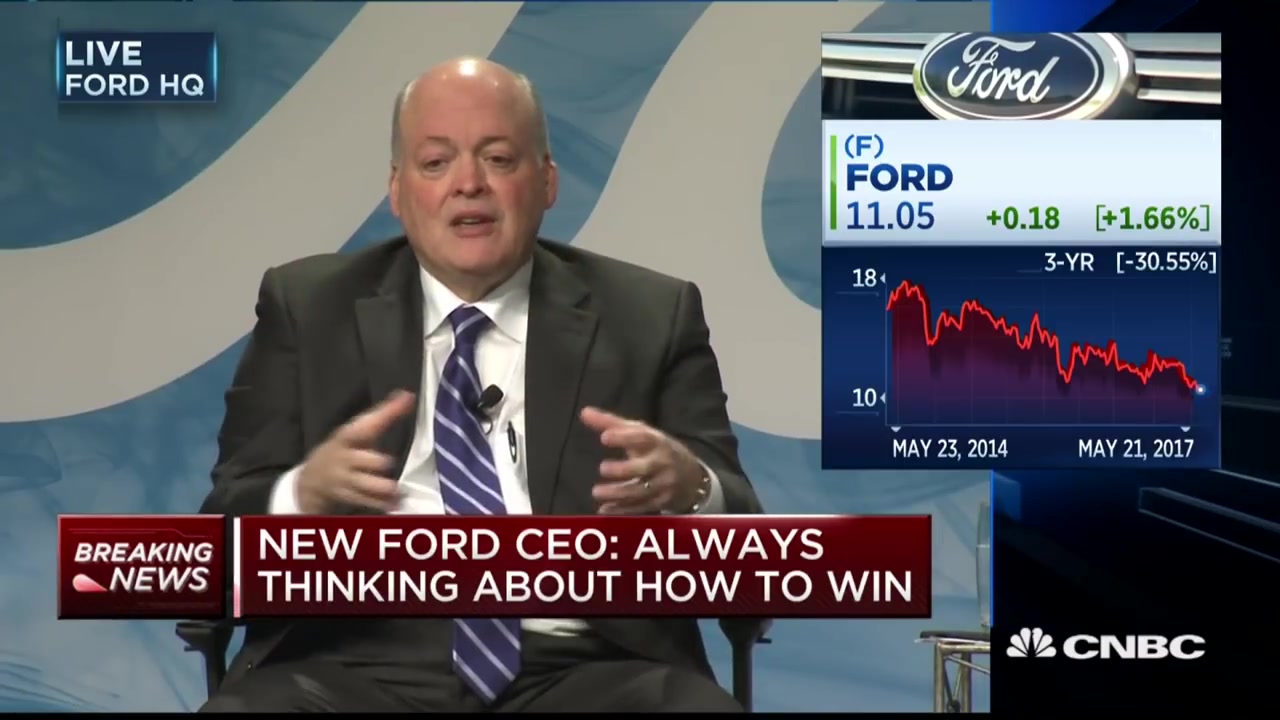 LIVE
FORD HQ
Ford
(F)
FORD
11.05 +0.18 [+1.66%]
3-YR [-30.55%]
18
10
MAY 23, 2014 MAY 21, 2017
BREAKING
NEWS
NEW FORD CEO: ALWAYS
THINKING ABOUT HOW TO WIN
CNBC